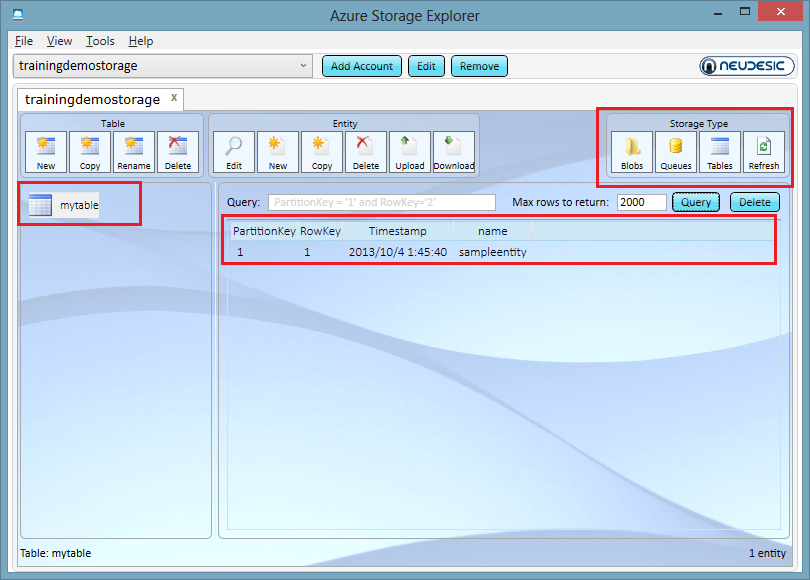 Azure Storage Explorer
File View Tools Help
trainingdemostorage
Add Account Edit Remove
NEUDESIC
trainingdemostorage X
Table Entity Storage Type
New Copy Rename Delete Edit New Copy Delete Upload Download Blobs Queues Tables Refresh
mytable
Query: PartitionKey = '1' and RowKey='2' Max rows to return: 2000 Query Delete
PartitionKey RowKey Timestamp name
1 1 2013/10/4 1:45:40 sampleentity
Table: mytable 1 entity